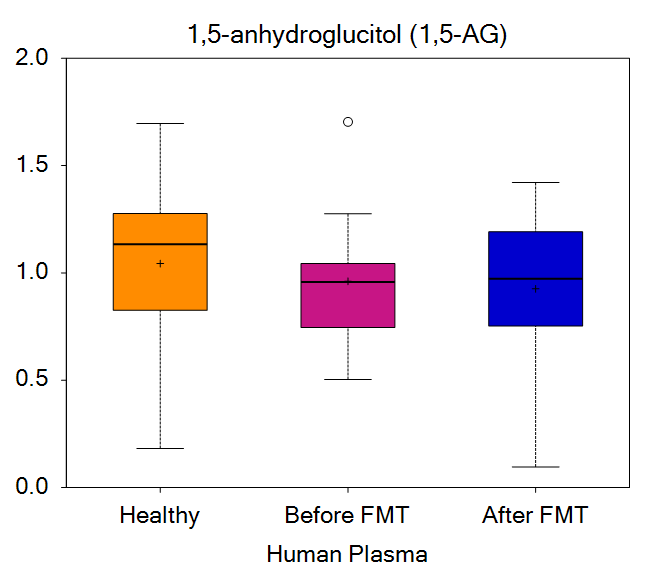 1,5-anhydroglucitol (1,5-AG)
2.0
1.5
1.0
0.5
0.0
Healthy Before FMT After FMT
Human Plasma